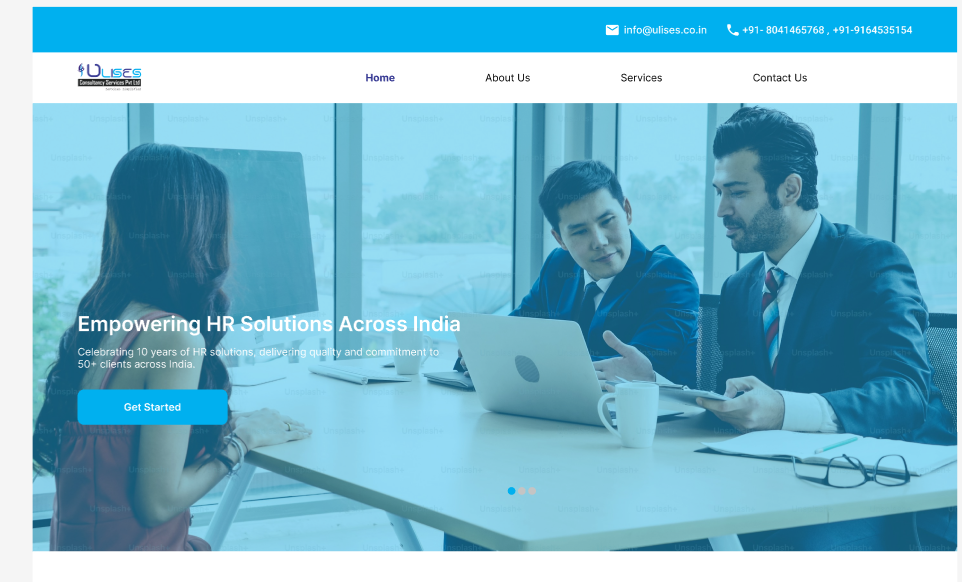 info@ulises.co.in
+91- 8041465768 , +91-9164535154
ULISES
Consultancy Services Pvt Ltd
Home
About Us
Services
Contact Us
Empowering HR Solutions Across India
Celebrating 10 years of HR solutions, delivering quality and commitment to
50+ clients across India.
Get Started